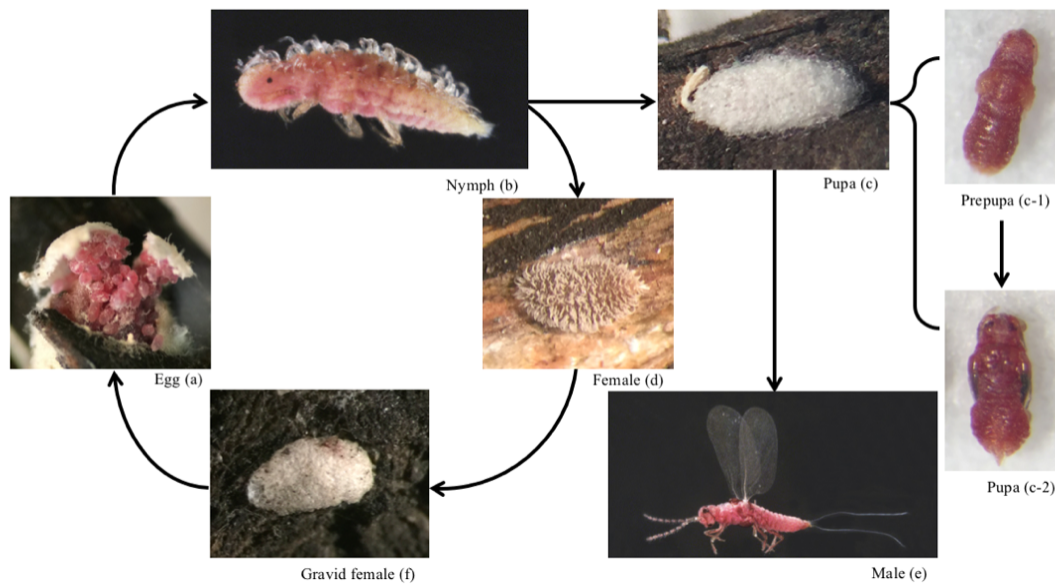 Nymph (b)
Pupa (c)
Prepupa (c-1)
Egg (a)
Female (d)
Pupa (c-2)
Gravid female (f)
Male (e)